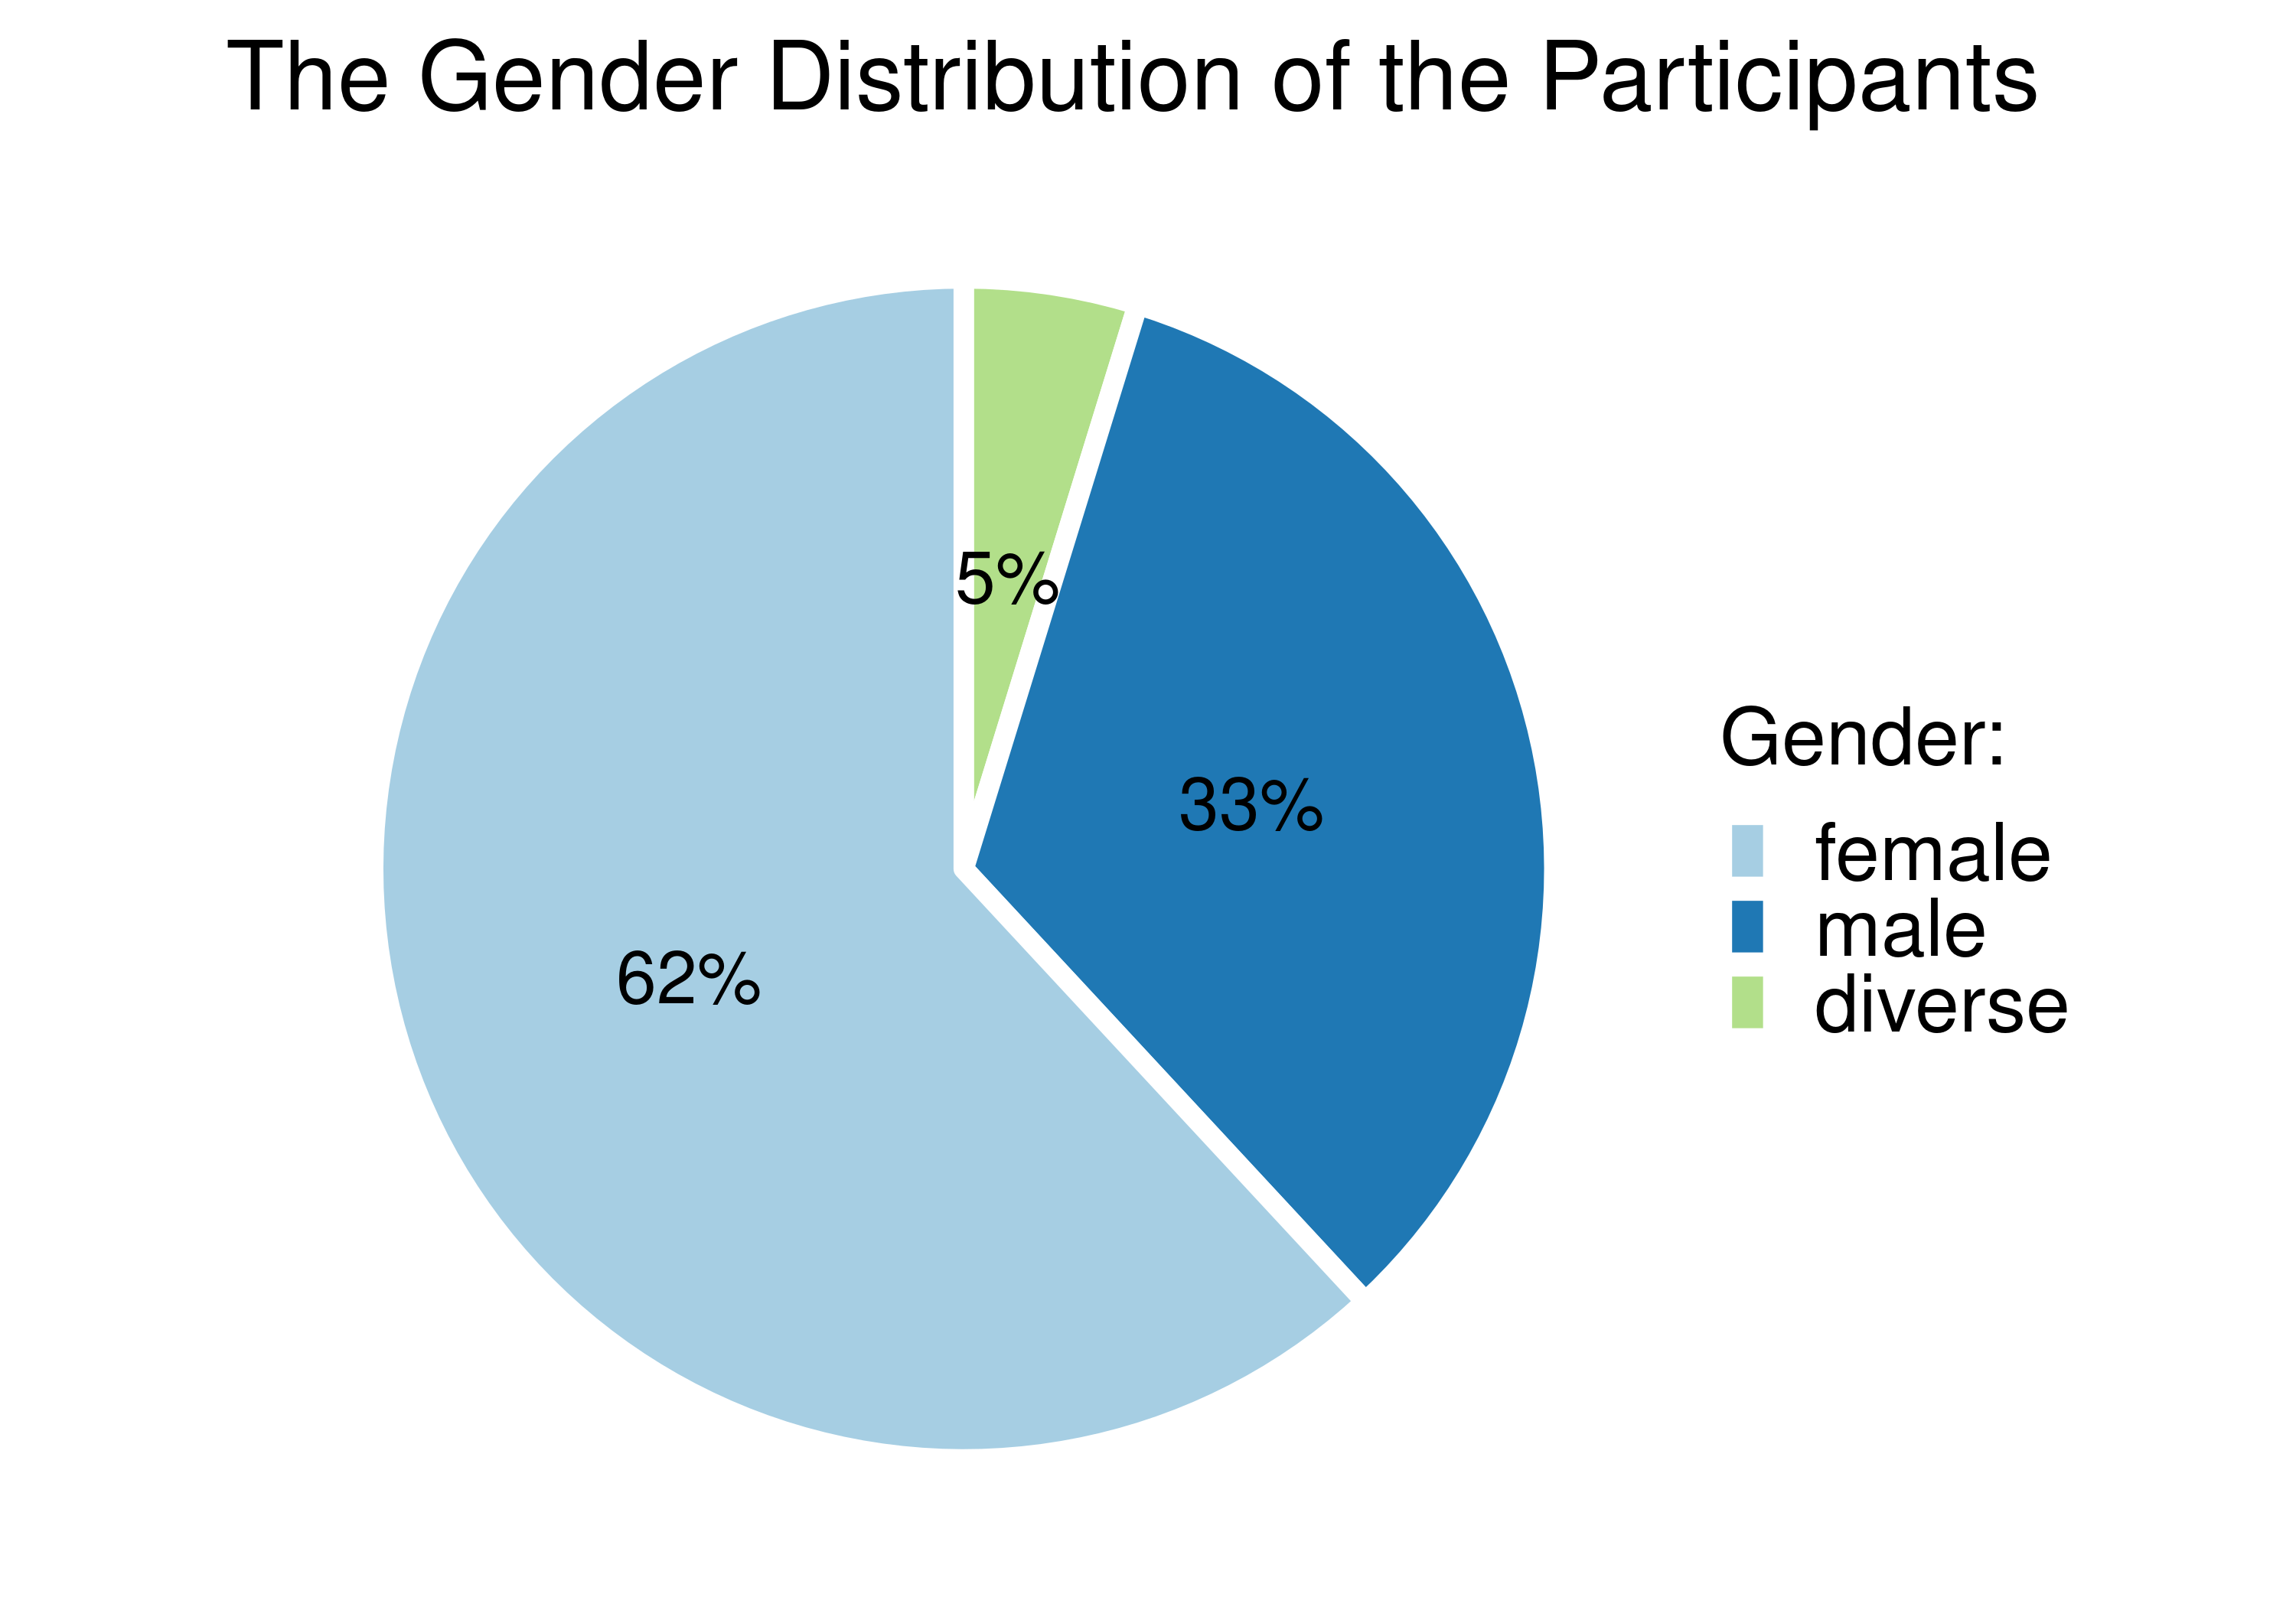 The Gender Distribution of the Participants
5%
33%
62%
Gender:
female
male
diverse